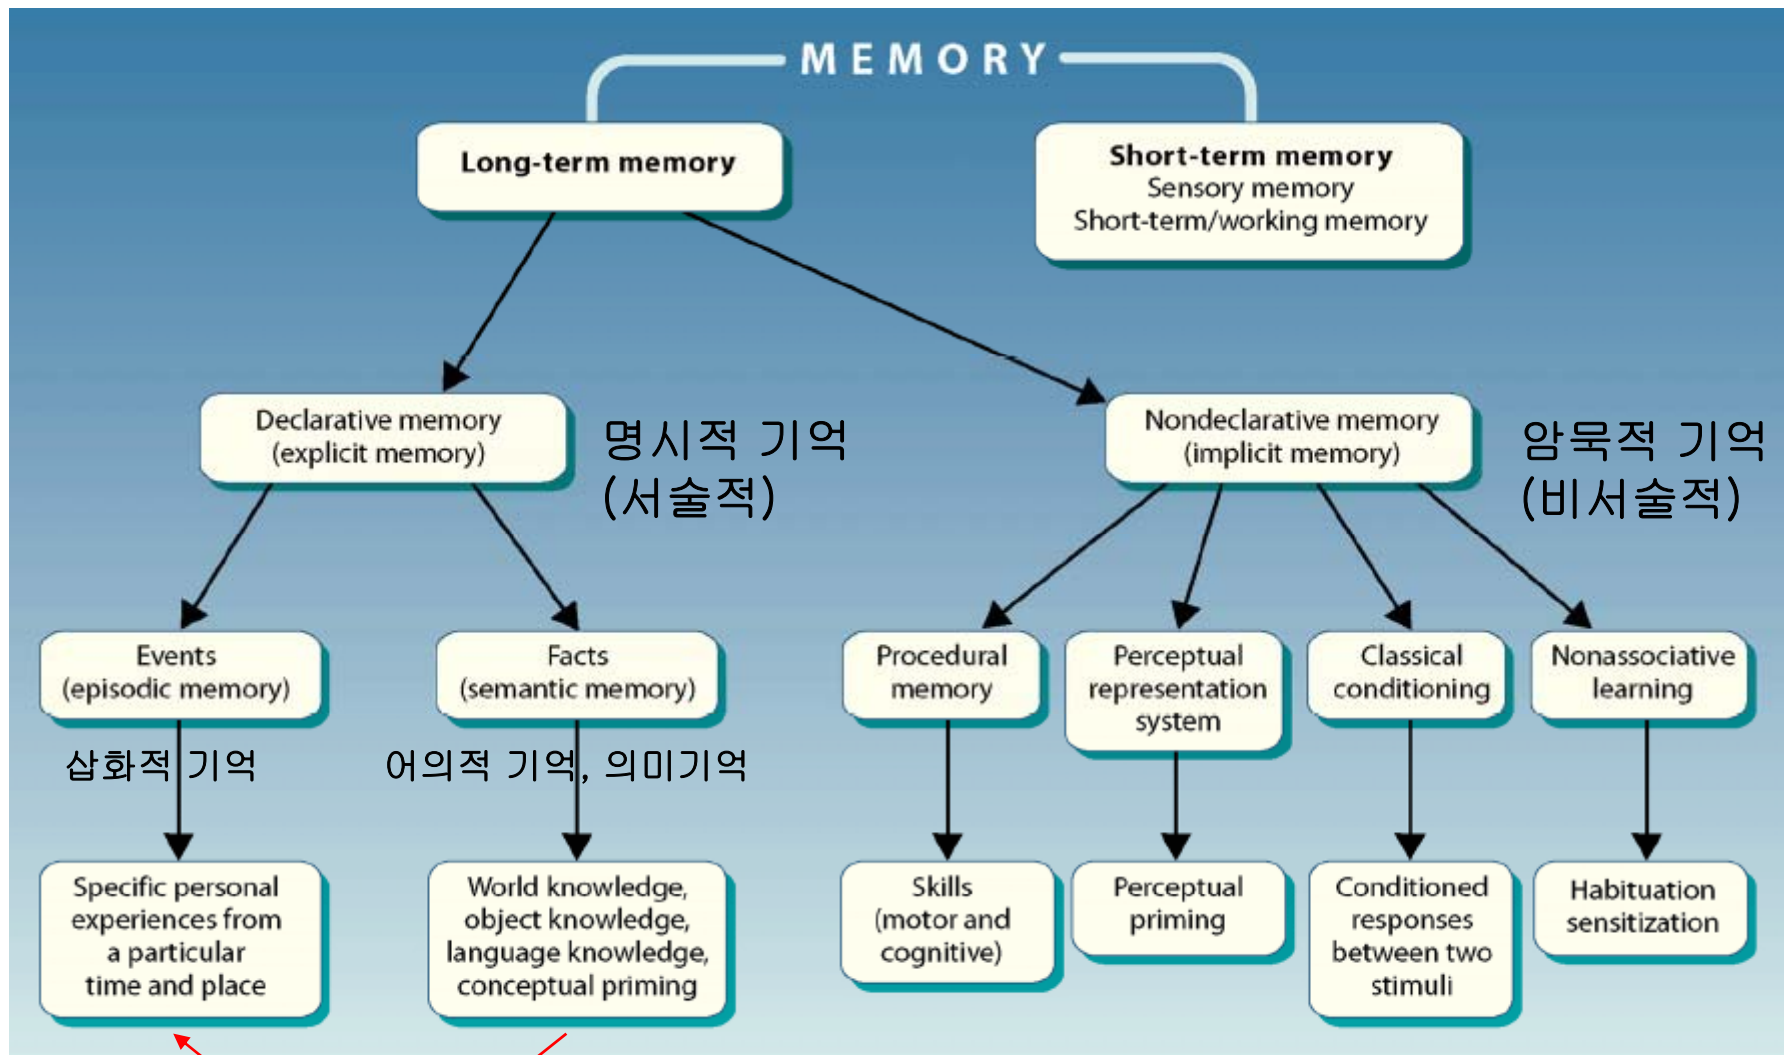 MEMORY
Long-term memory
Short-term memory
Sensory memory
Short-term/working memory
Declarative memory
(explicit memory)
명시적 기억
(서술적)
Nondeclarative memory
(implicit memory)
암묵적 기억
(비서술적)
Events
(episodic memory)
Facts
(semantic memory)
Procedural
memory
Perceptual
representation
system
Classical
conditioning
Nonassociative
learning
삽화적 기억
어의적 기억, 의미기억
Specific personal
experiences from
a particular
time and place
World knowledge,
object knowledge,
language knowledge,
conceptual priming
Skills
(motor and
cognitive)
Perceptual
priming
Conditioned
responses
between two
stimuli
Habituation
sensitization